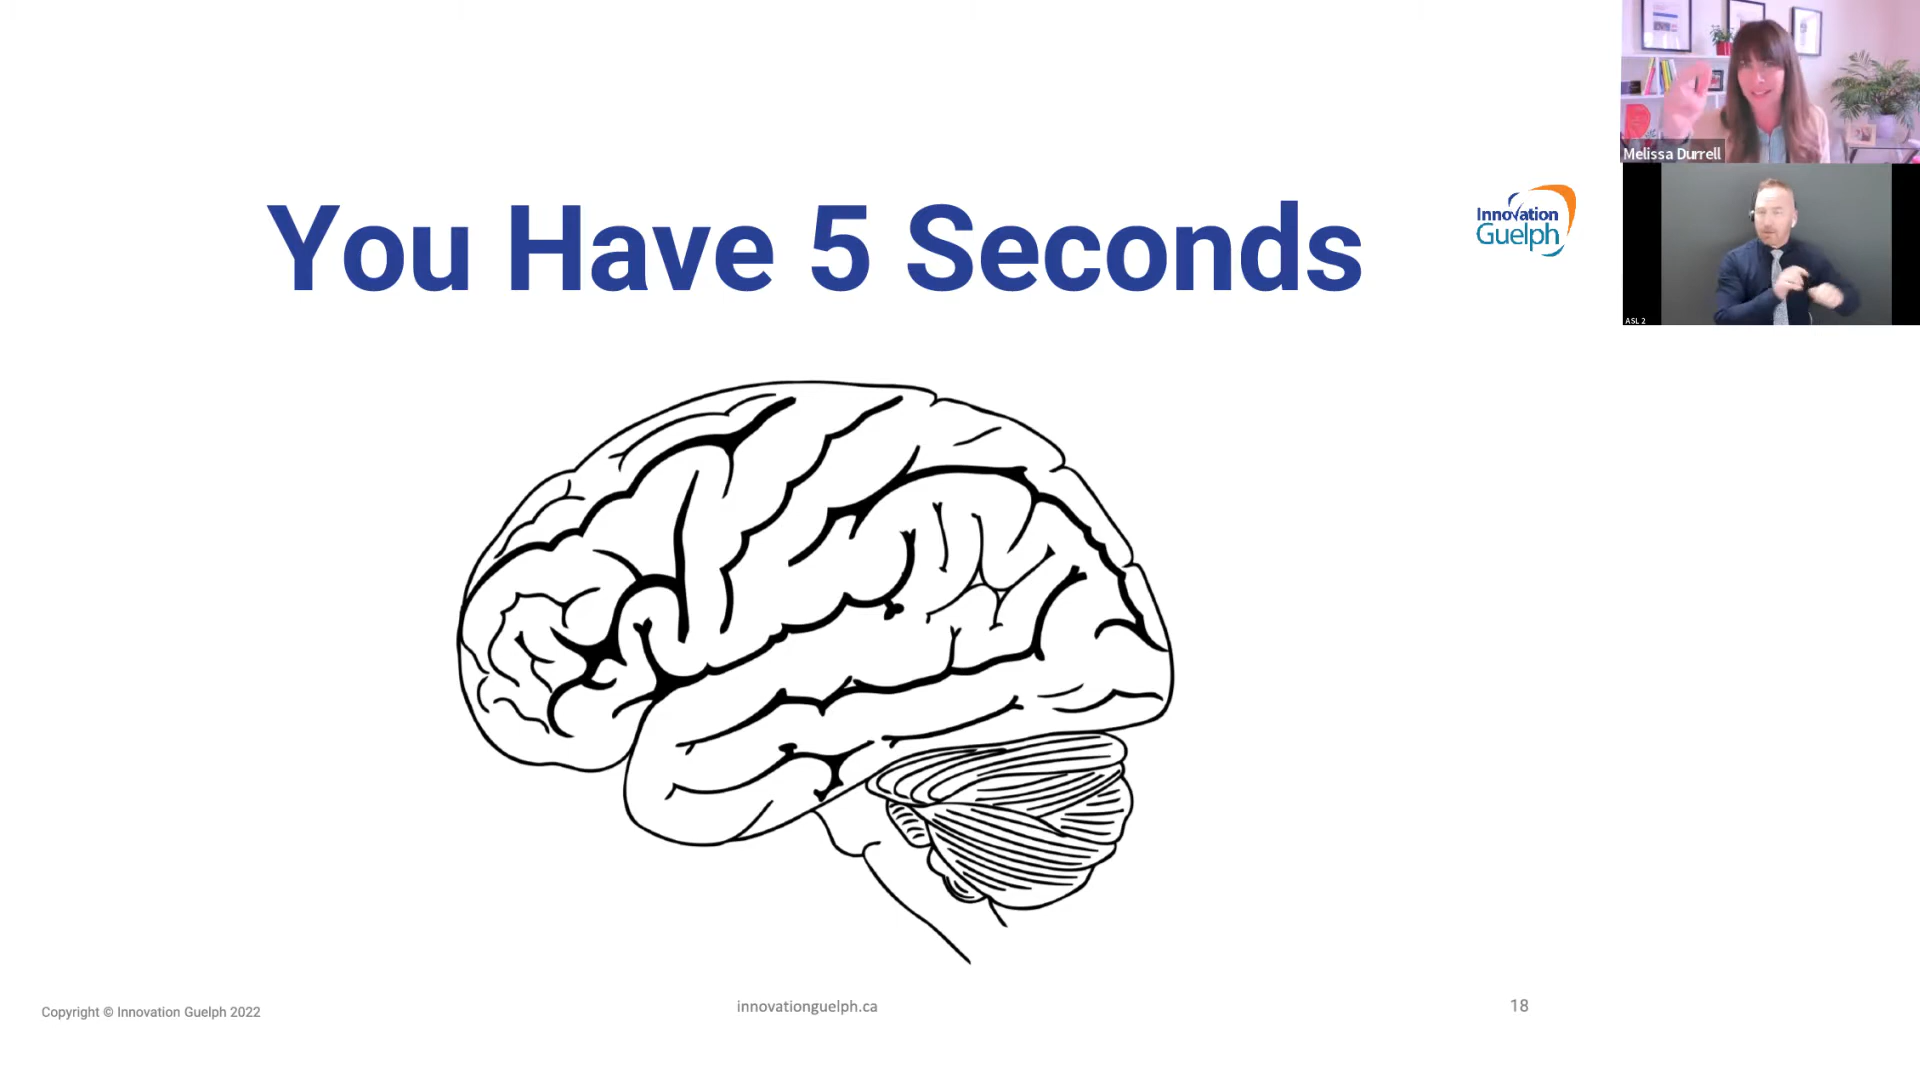 Melissa Durrell
You Have 5 Seconds
Innovation
Guelph
ASL 2
Copyright © Innovation Guelph 2022
innovationguelph.ca
18